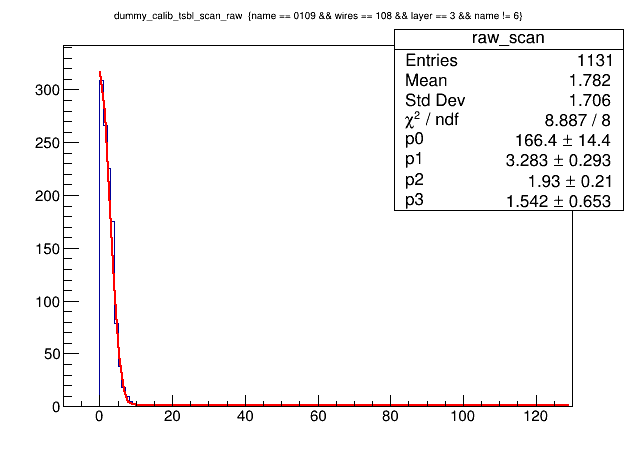 dummy_calib_tsbl_scan_raw {name == 0109 && wires == 108 && layer == 3 && name != 6}
raw_scan
Entries 1131
Mean 1.782
Std Dev 1.706
χ² / ndf 8.887 / 8
p0 166.4 ± 14.4
p1 3.283 ± 0.293
p2 1.93 ± 0.21
p3 1.542 ± 0.653
300
250
200
150
100
50
0
0 20 40 60 80 100 120